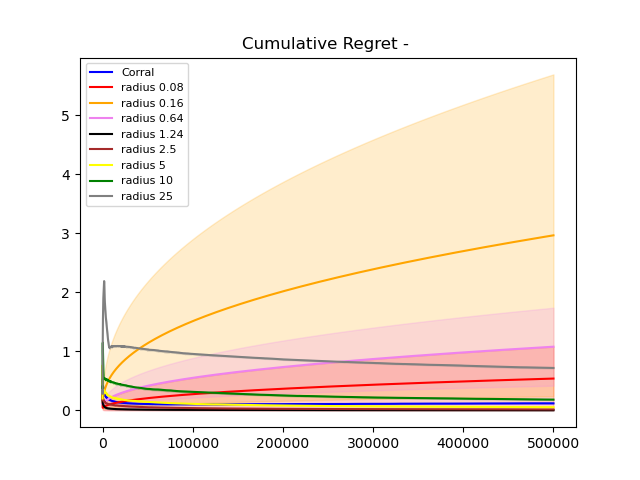 Cumulative Regret -
Corral
radius 0.08
radius 0.16
radius 0.64
radius 1.24
radius 2.5
radius 5
radius 10
radius 25
5
4
3
2
1
0
0 100000 200000 300000 400000 500000